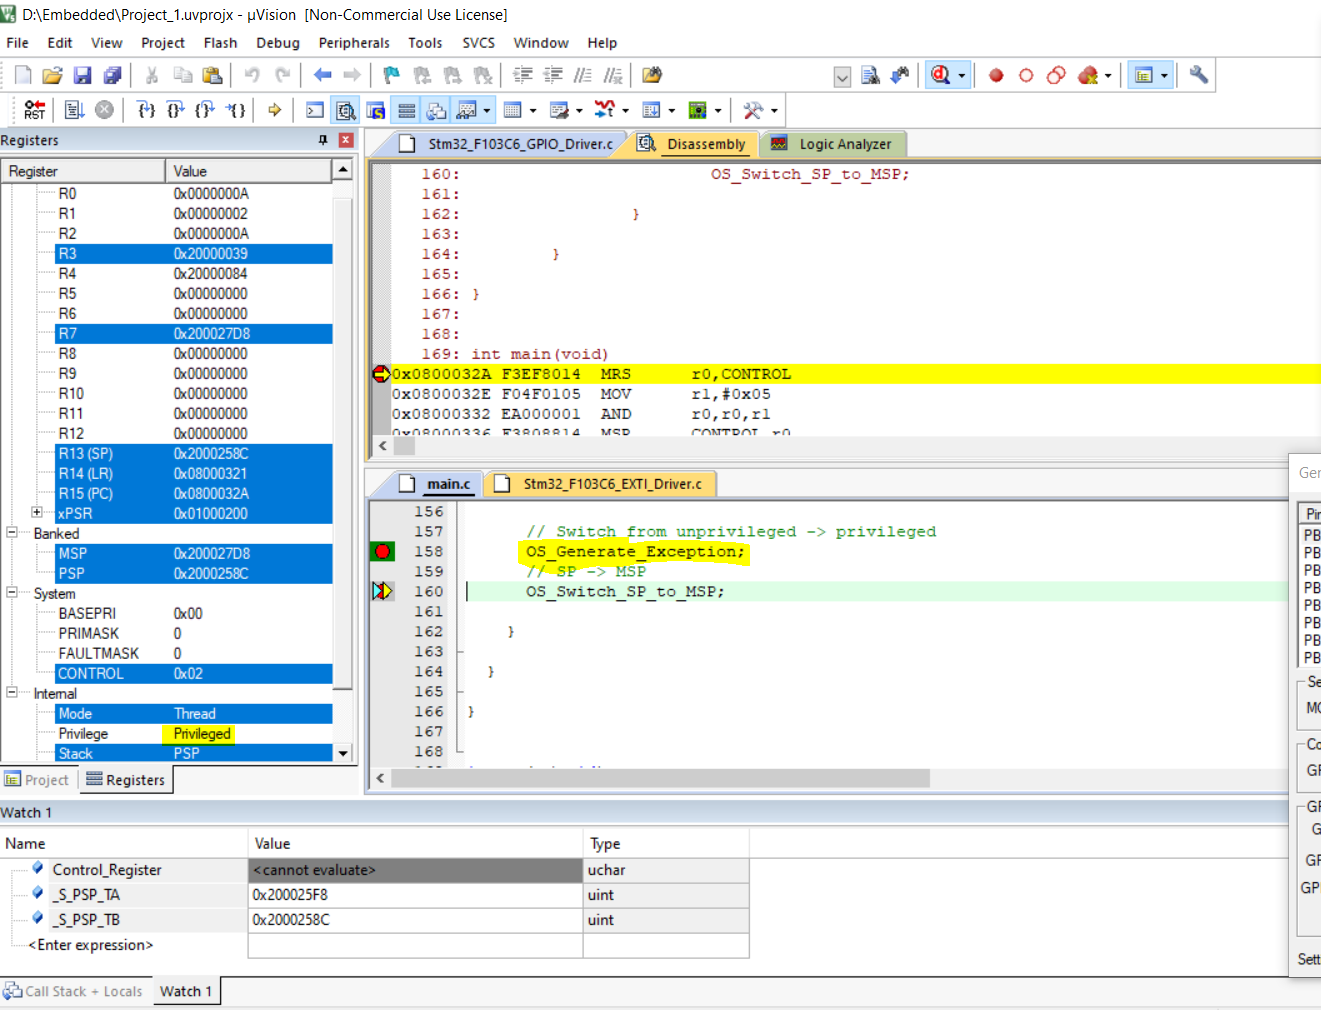 D:\Embedded\Project_1.uvprojx - µVision  [Non-Commercial Use License]
File Edit View Project Flash Debug Peripherals Tools SVCS Window Help
Registers
Stm32_F103C6_GPIO_Driver.c Disassembly Logic Analyzer
Register Value
R0 0x0000000A
R1 0x00000002
R2 0x0000000A
R3 0x20000039
R4 0x20000084
R5 0x00000000
R6 0x00000000
R7 0x200027D8
R8 0x00000000
R9 0x00000000
R10 0x00000000
R11 0x00000000
R12 0x00000000
R13 (SP) 0x2000258C
R14 (LR) 0x08000321
R15 (PC) 0x0800032A
xPSR 0x01000200
Banked
MSP 0x200027D8
PSP 0x2000258C
System
BASEPRI 0x00
PRIMASK 0
FAULTMASK 0
CONTROL 0x02
Internal
Mode Thread
Privilege Privileged
Stack PSP
Project Registers
160: OS_Switch_SP_to_MSP;
161:
162: }
163:
164: }
165:
166: }
167:
168:
169: int main(void)
0x0800032A F3EF8014 MRS r0,CONTROL
0x0800032E F04F0105 MOV r1,#0x05
0x08000332 EA000001 AND r0,r0,r1
0x08000336 F3808814 MSR CONTROL,r0
main.c Stm32_F103C6_EXTI_Driver.c
156
157 // Switch from unprivileged -> privileged
158 OS_Generate_Exception;
159 // SP -> MSP
160 OS_Switch_SP_to_MSP;
161
162 }
163
164 }
165
166 }
167
168
Watch 1
Name Value Type
Control_Register <cannot evaluate> uchar
_S_PSP_TA 0x200025F8 uint
_S_PSP_TB 0x2000258C uint
<Enter expression>
Call Stack + Locals Watch 1
Ger
Pir
PB
PB
PB
PB
PB
PB
PB
PB
Se
MC
Co
GF
GF
G
GF
GPI
Sett